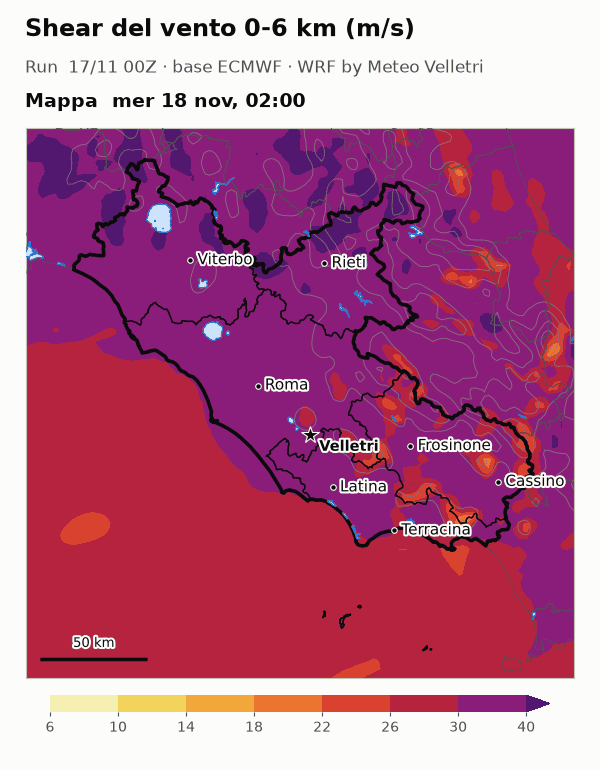 Shear del vento 0-6 km (m/s)
Run  17/11 00Z · base ECMWF · WRF by Meteo Velletri
Mappa  mer 18 nov, 02:00
Viterbo
Rieti
Roma
Velletri
Frosinone
Latina
Cassino
Terracina
50 km
6 10 14 18 22 26 30 40